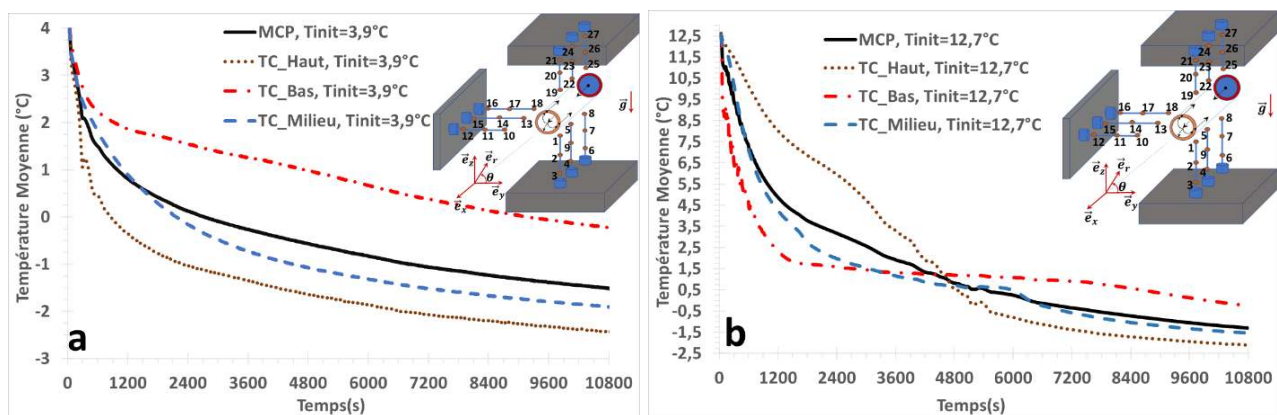 a
Température Moyenne (°C)
4
3
2
1
0
-1
-2
-3
0 1200 2400 3600 4800 6000 7200 8400 9600 10800
Temps(s)
MCP, Tinit=3,9°C
TC_Haut, Tinit=3,9°C
TC_Bas, Tinit=3,9°C
TC_Milieu, Tinit=3,9°C
27
24 26
21 23 25
20 22
19
16 17 18
15 14 13
12 11 10
8
5 7
1 9
2 4 6
3
g
e_z e_r
θ
e_y
e_x
b
Température Moyenne (°C)
12,5
11,5
10,5
9,5
8,5
7,5
6,5
5,5
4,5
3,5
2,5
1,5
0,5
-0,5
-1,5
-2,5
0 1200 2400 3600 4800 6000 7200 8400 9600 10800
Temps(s)
MCP, Tinit=12,7°C
TC_Haut, Tinit=12,7°C
TC_Bas, Tinit=12,7°C
TC_Milieu, Tinit=12,7°C
27
24 26
21 23 25
20 22
19
16 17 18
15 14 13
12 11 10
8
5 7
1 9
2 4 6
3
g
e_z e_r
θ
e_y
e_x